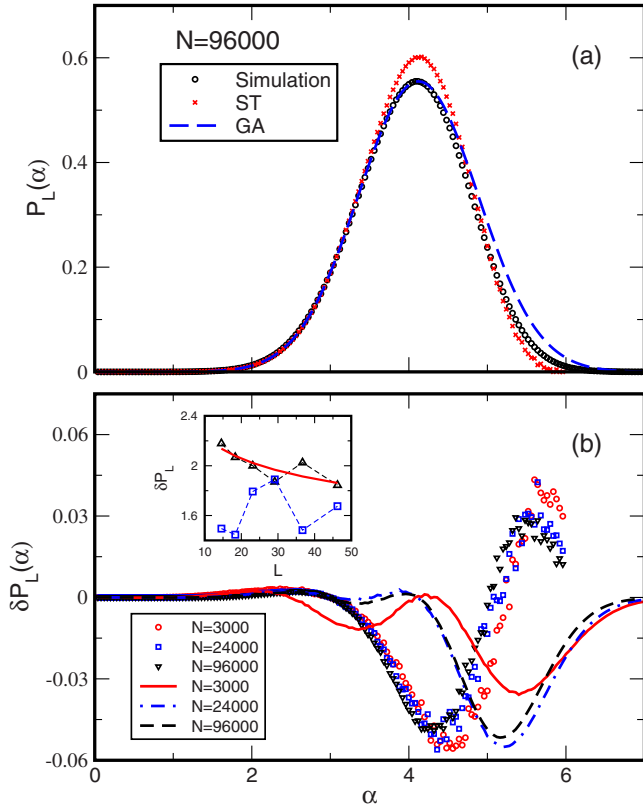 N=96000
(a)
Simulation
ST
GA
0.6
0.4
0.2
0
P_L(α)
(b)
0.06
0.03
0
-0.03
-0.06
δP_L(α)
2.4
2
1.6
1.2
δP_L
10 20 30 40 50
L
N=3000
N=24000
N=96000
N=3000
N=24000
N=96000
0 2 4 6
α